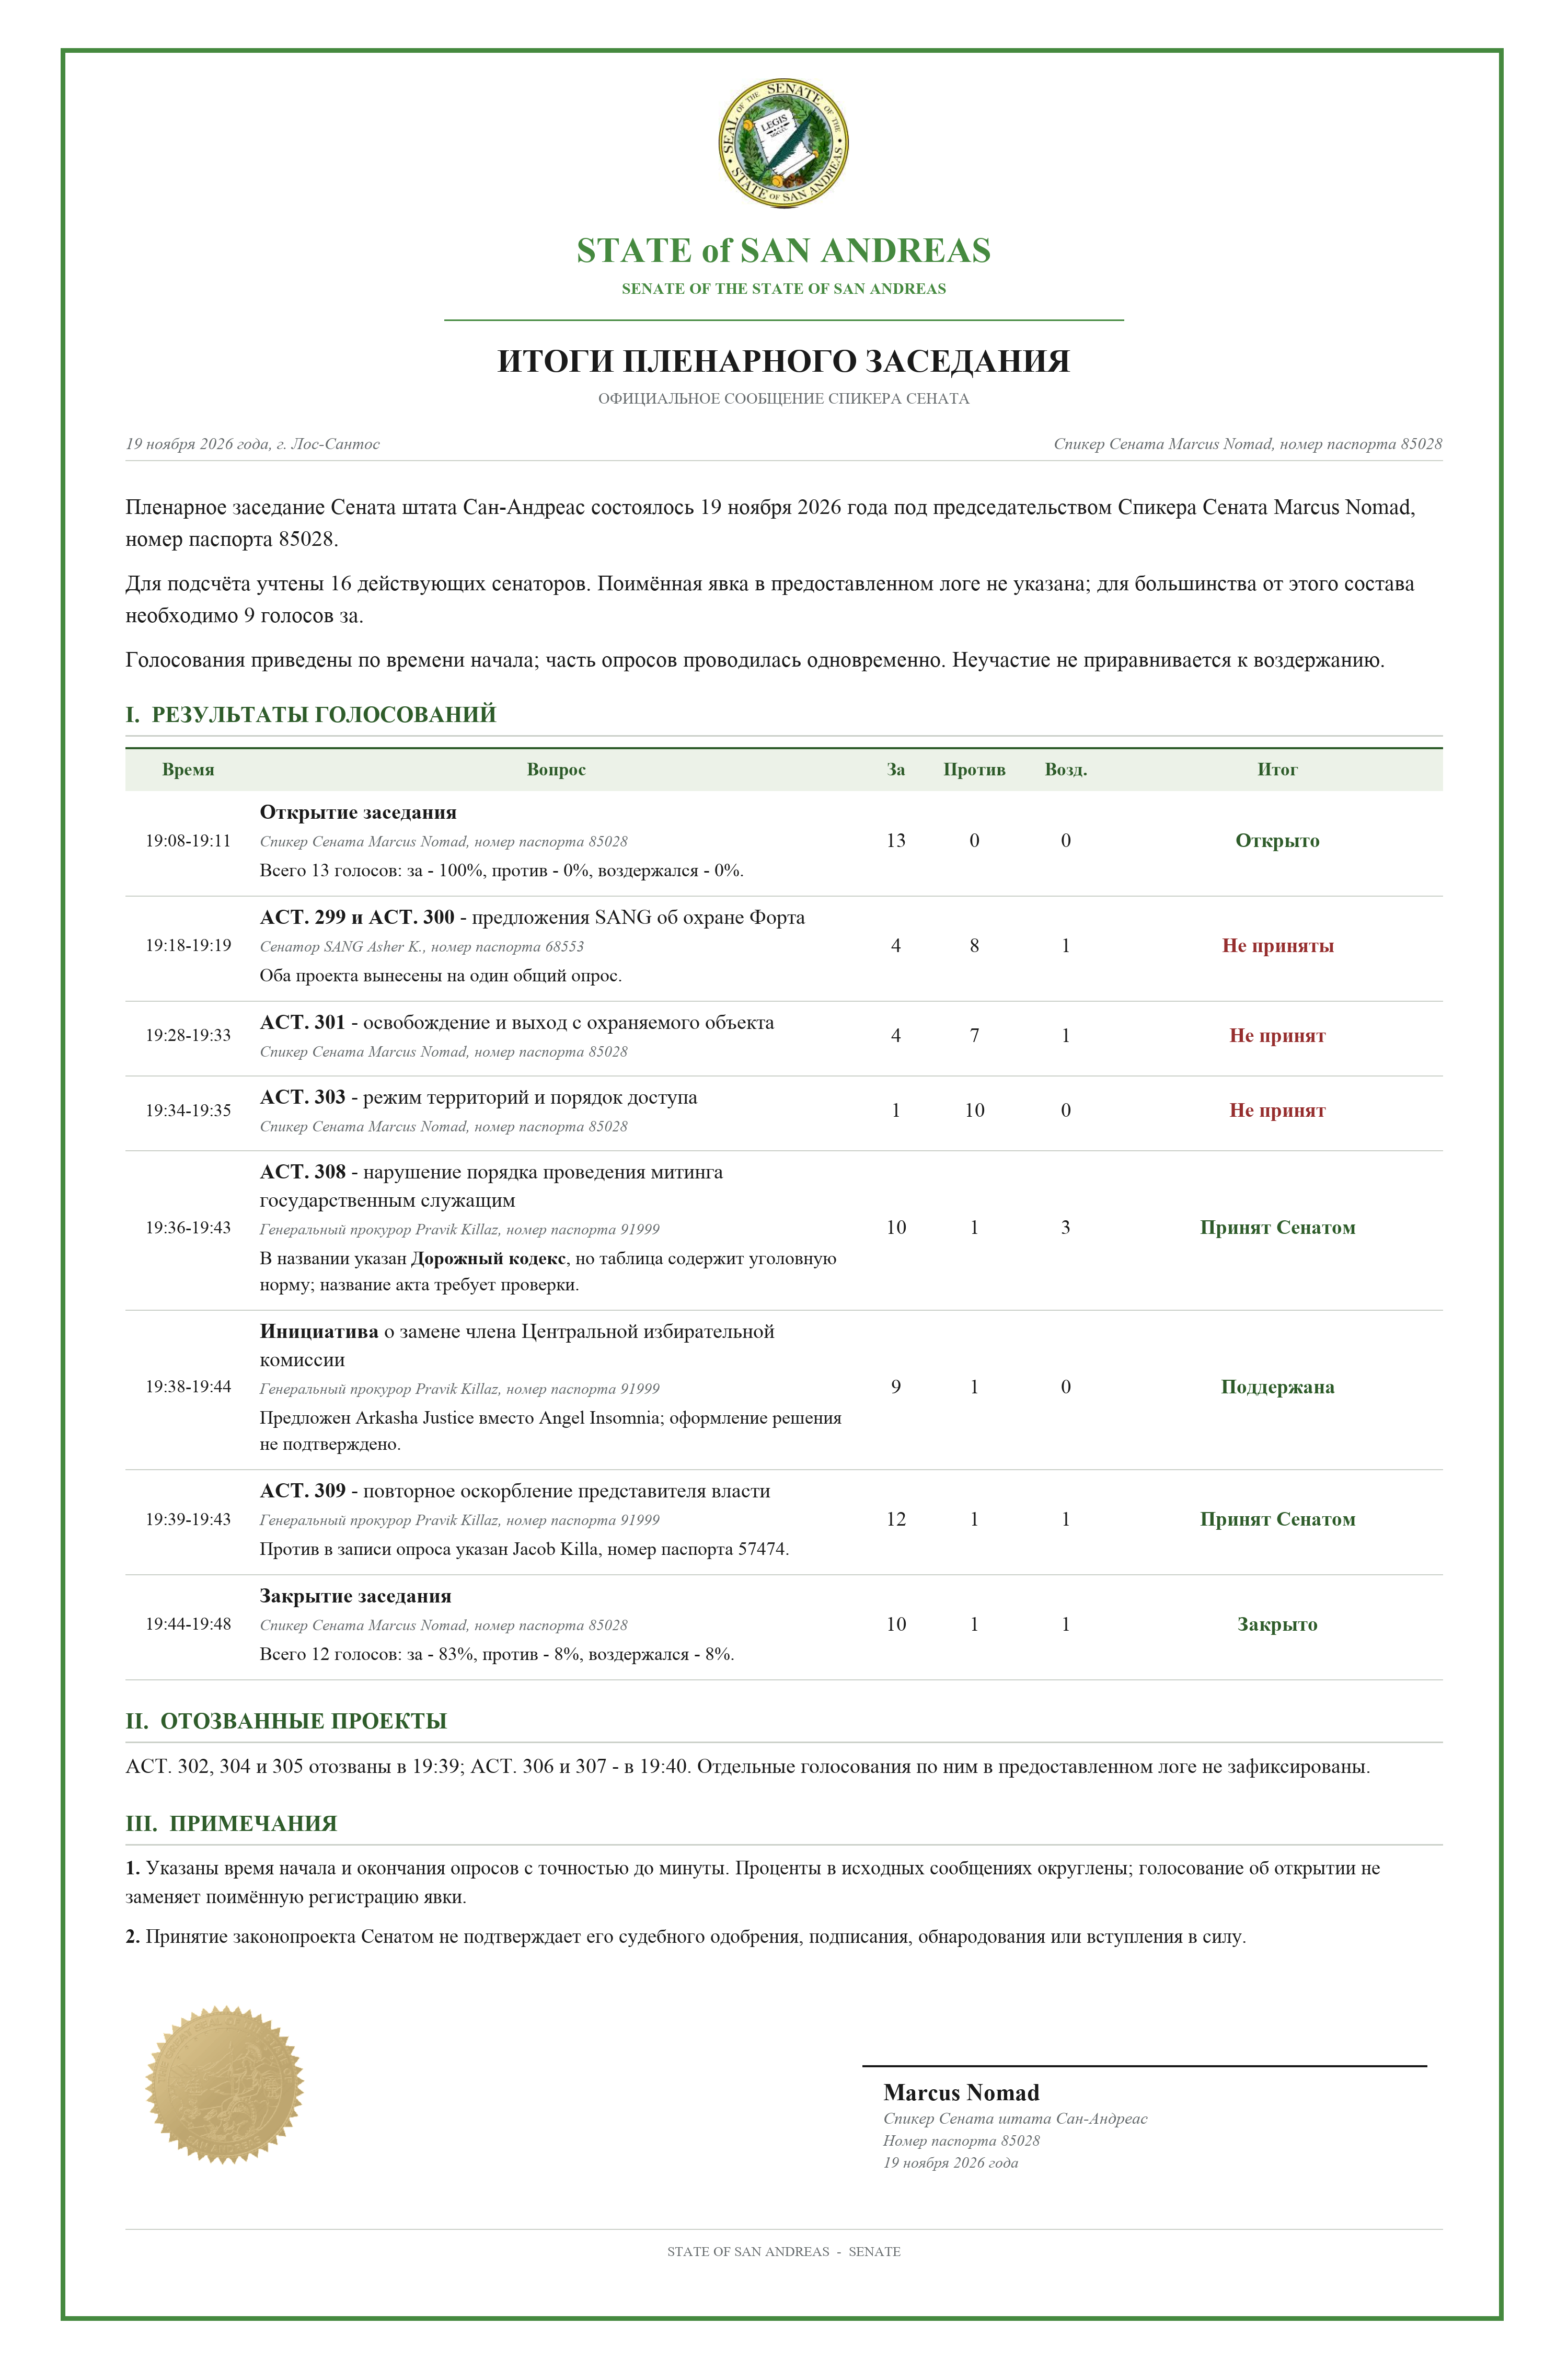 SEAL OF THE SENATE OF THE
STATE OF SAN ANDREAS
LEGIS
STATE of SAN ANDREAS
SENATE OF THE STATE OF SAN ANDREAS
ИТОГИ ПЛЕНАРНОГО ЗАСЕДАНИЯ
ОФИЦИАЛЬНОЕ СООБЩЕНИЕ СПИКЕРА СЕНАТА
19 ноября 2026 года, г. Лос-Сантос
Спикер Сената Marcus Nomad, номер паспорта 85028
Пленарное заседание Сената штата Сан-Андреас состоялось 19 ноября 2026 года под председательством Спикера Сената Marcus Nomad,
номер паспорта 85028.
Для подсчёта учтены 16 действующих сенаторов. Поимённая явка в предоставленном логе не указана; для большинства от этого состава
необходимо 9 голосов за.
Голосования приведены по времени начала; часть опросов проводилась одновременно. Неучастие не приравнивается к воздержанию.
I. РЕЗУЛЬТАТЫ ГОЛОСОВАНИЙ
Время Вопрос За Против Возд. Итог
Открытие заседания
19:08-19:11 Спикер Сената Marcus Nomad, номер паспорта 85028 13 0 0 Открыто
Всего 13 голосов: за - 100%, против - 0%, воздержался - 0%.
АСТ. 299 и АСТ. 300 - предложения SANG об охране Форта
19:18-19:19 Сенатор SANG Asher K., номер паспорта 68553 4 8 1 Не приняты
Оба проекта вынесены на один общий опрос.
АСТ. 301 - освобождение и выход с охраняемого объекта
19:28-19:33 4 7 1 Не принят
Спикер Сената Marcus Nomad, номер паспорта 85028
АСТ. 303 - режим территорий и порядок доступа
19:34-19:35 1 10 0 Не принят
Спикер Сената Marcus Nomad, номер паспорта 85028
АСТ. 308 - нарушение порядка проведения митинга
государственным служащим
19:36-19:43 Генеральный прокурор Pravik Killaz, номер паспорта 91999 10 1 3 Принят Сенатом
В названии указан Дорожный кодекс, но таблица содержит уголовную
норму; название акта требует проверки.
Инициатива о замене члена Центральной избирательной
комиссии
19:38-19:44 Генеральный прокурор Pravik Killaz, номер паспорта 91999 9 1 0 Поддержана
Предложен Arkasha Justice вместо Angel Insomnia; оформление решения
не подтверждено.
АСТ. 309 - повторное оскорбление представителя власти
19:39-19:43 Генеральный прокурор Pravik Killaz, номер паспорта 91999 12 1 1 Принят Сенатом
Против в записи опроса указан Jacob Killa, номер паспорта 57474.
Закрытие заседания
19:44-19:48 Спикер Сената Marcus Nomad, номер паспорта 85028 10 1 1 Закрыто
Всего 12 голосов: за - 83%, против - 8%, воздержался - 8%.
II. ОТОЗВАННЫЕ ПРОЕКТЫ
АСТ. 302, 304 и 305 отозваны в 19:39; АСТ. 306 и 307 - в 19:40. Отдельные голосования по ним в предоставленном логе не зафиксированы.
III. ПРИМЕЧАНИЯ
1. Указаны время начала и окончания опросов с точностью до минуты. Проценты в исходных сообщениях округлены; голосование об открытии не
заменяет поимённую регистрацию явки.
2. Принятие законопроекта Сенатом не подтверждает его судебного одобрения, подписания, обнародования или вступления в силу.
Marcus Nomad
Спикер Сената штата Сан-Андреас
Номер паспорта 85028
19 ноября 2026 года
STATE OF SAN ANDREAS - SENATE